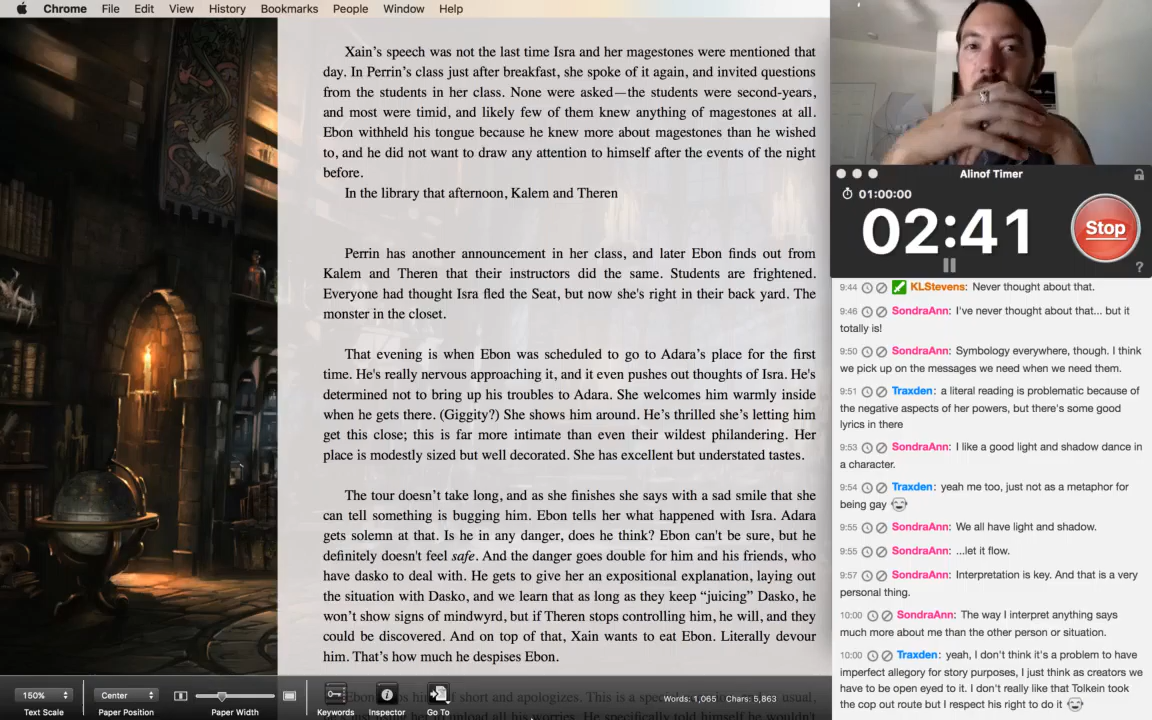 Chrome File Edit View History Bookmarks People Window Help
Xain’s speech was not the last time Isra and her magestones were mentioned that
day. In Perrin’s class just after breakfast, she spoke of it again, and invited questions
from the students in her class. None were asked—the students were second-years,
and most were timid, and likely few of them knew anything of magestones at all.
Ebon withheld his tongue because he knew more about magestones than he wished
to, and he did not want to draw any attention to himself after the events of the night
before.
In the library that afternoon, Kalem and Theren
Perrin has another announcement in her class, and later Ebon finds out from
Kalem and Theren that their instructors did the same. Students are frightened.
Everyone had thought Isra fled the Seat, but now she's right in their back yard. The
monster in the closet.
That evening is when Ebon was scheduled to go to Adara’s place for the first
time. He's really nervous approaching it, and it even pushes out thoughts of Isra. He's
determined not to bring up his troubles to Adara. She welcomes him warmly inside
when he gets there. (Giggity?) She shows him around. He’s thrilled she’s letting him
get this close; this is far more intimate than even their wildest philandering. Her
place is modestly sized but well decorated. She has excellent but understated tastes.
The tour doesn’t take long, and as she finishes she says with a sad smile that she
can tell something is bugging him. Ebon tells her what happened with Isra. Adara
gets solemn at that. Is he in any danger, does he think? Ebon can't be sure, but he
definitely doesn't feel safe. And the danger goes double for him and his friends, who
have dasko to deal with. He gets to give her an expositional explanation, laying out
the situation with Dasko, and we learn that as long as they keep “juicing” Dasko, he
won’t show signs of mindwyrd, but if Theren stops controlling him, he will, and they
could be discovered. And on top of that, Xain wants to eat Ebon. Literally devour
him. That’s how much he despises Ebon.
150%
Text Scale
Center
Paper Position
Paper Width
Keywords
Inspector
Go To
Words: 1,065 Chars: 5,863
Alinof Timer
01:00:00
02:41
Stop
?
9:44 KLStevens: Never thought about that.
9:46 SondraAnn: I've never thought about that... but it
totally is!
9:50 SondraAnn: Symbology everywhere, though. I think
we pick up on the messages we need when we need them.
9:51 Traxden: a literal reading is problematic because of
the negative aspects of her powers, but there's some good
lyrics in there
9:53 SondraAnn: I like a good light and shadow dance in
a character.
9:54 Traxden: yeah me too, just not as a metaphor for
being gay
9:55 SondraAnn: We all have light and shadow.
9:55 SondraAnn: ...let it flow.
9:57 SondraAnn: Interpretation is key. And that is a very
personal thing.
10:00 SondraAnn: The way I interpret anything says
much more about me than the other person or situation.
10:00 Traxden: yeah, I don't think it's a problem to have
imperfect allegory for story purposes, I just think as creators we
have to be open eyed to it. I don't really like that Tolkein took
the cop out route but I respect his right to do it